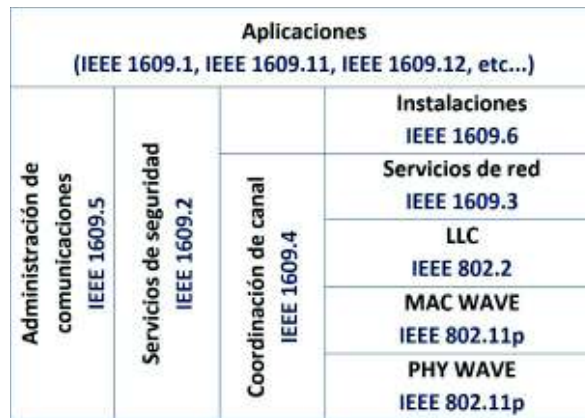 Aplicaciones
(IEEE 1609.1, IEEE 1609.11, IEEE 1609.12, etc...)
Administración de
comunicaciones
IEEE 1609.5
Servicios de seguridad
IEEE 1609.2
Coordinación de canal
IEEE 1609.4
Instalaciones
IEEE 1609.6
Servicios de red
IEEE 1609.3
LLC
IEEE 802.2
MAC WAVE
IEEE 802.11p
PHY WAVE
IEEE 802.11p